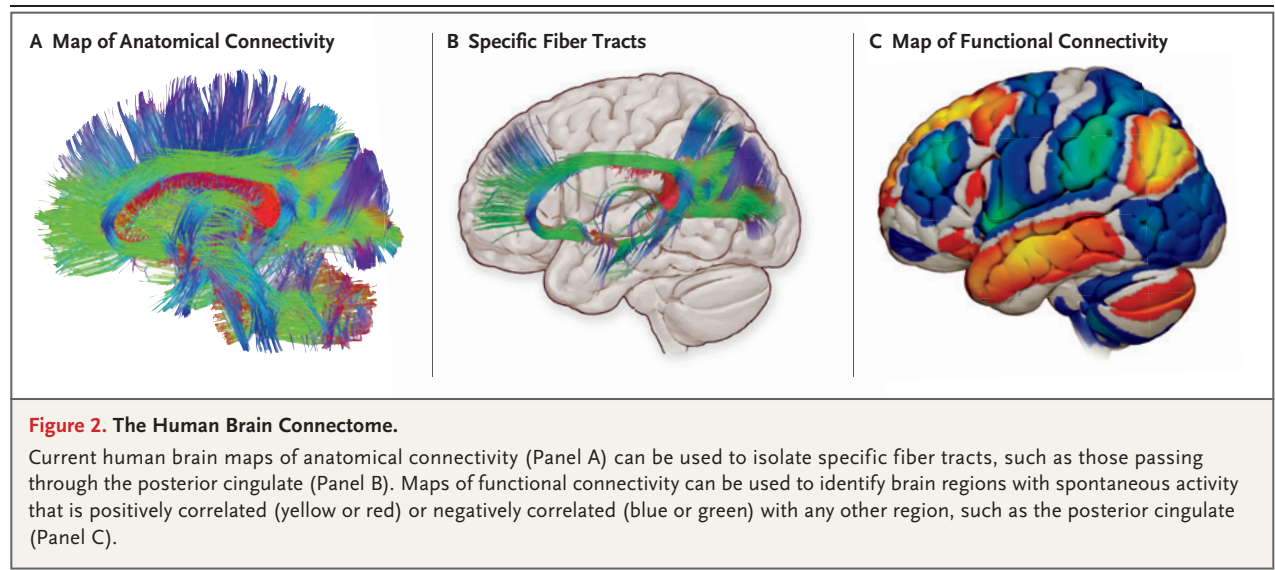 A Map of Anatomical Connectivity
B Specific Fiber Tracts
C Map of Functional Connectivity
Figure 2. The Human Brain Connectome.
Current human brain maps of anatomical connectivity (Panel A) can be used to isolate specific fiber tracts, such as those passing
through the posterior cingulate (Panel B). Maps of functional connectivity can be used to identify brain regions with spontaneous activity
that is positively correlated (yellow or red) or negatively correlated (blue or green) with any other region, such as the posterior cingulate
(Panel C).